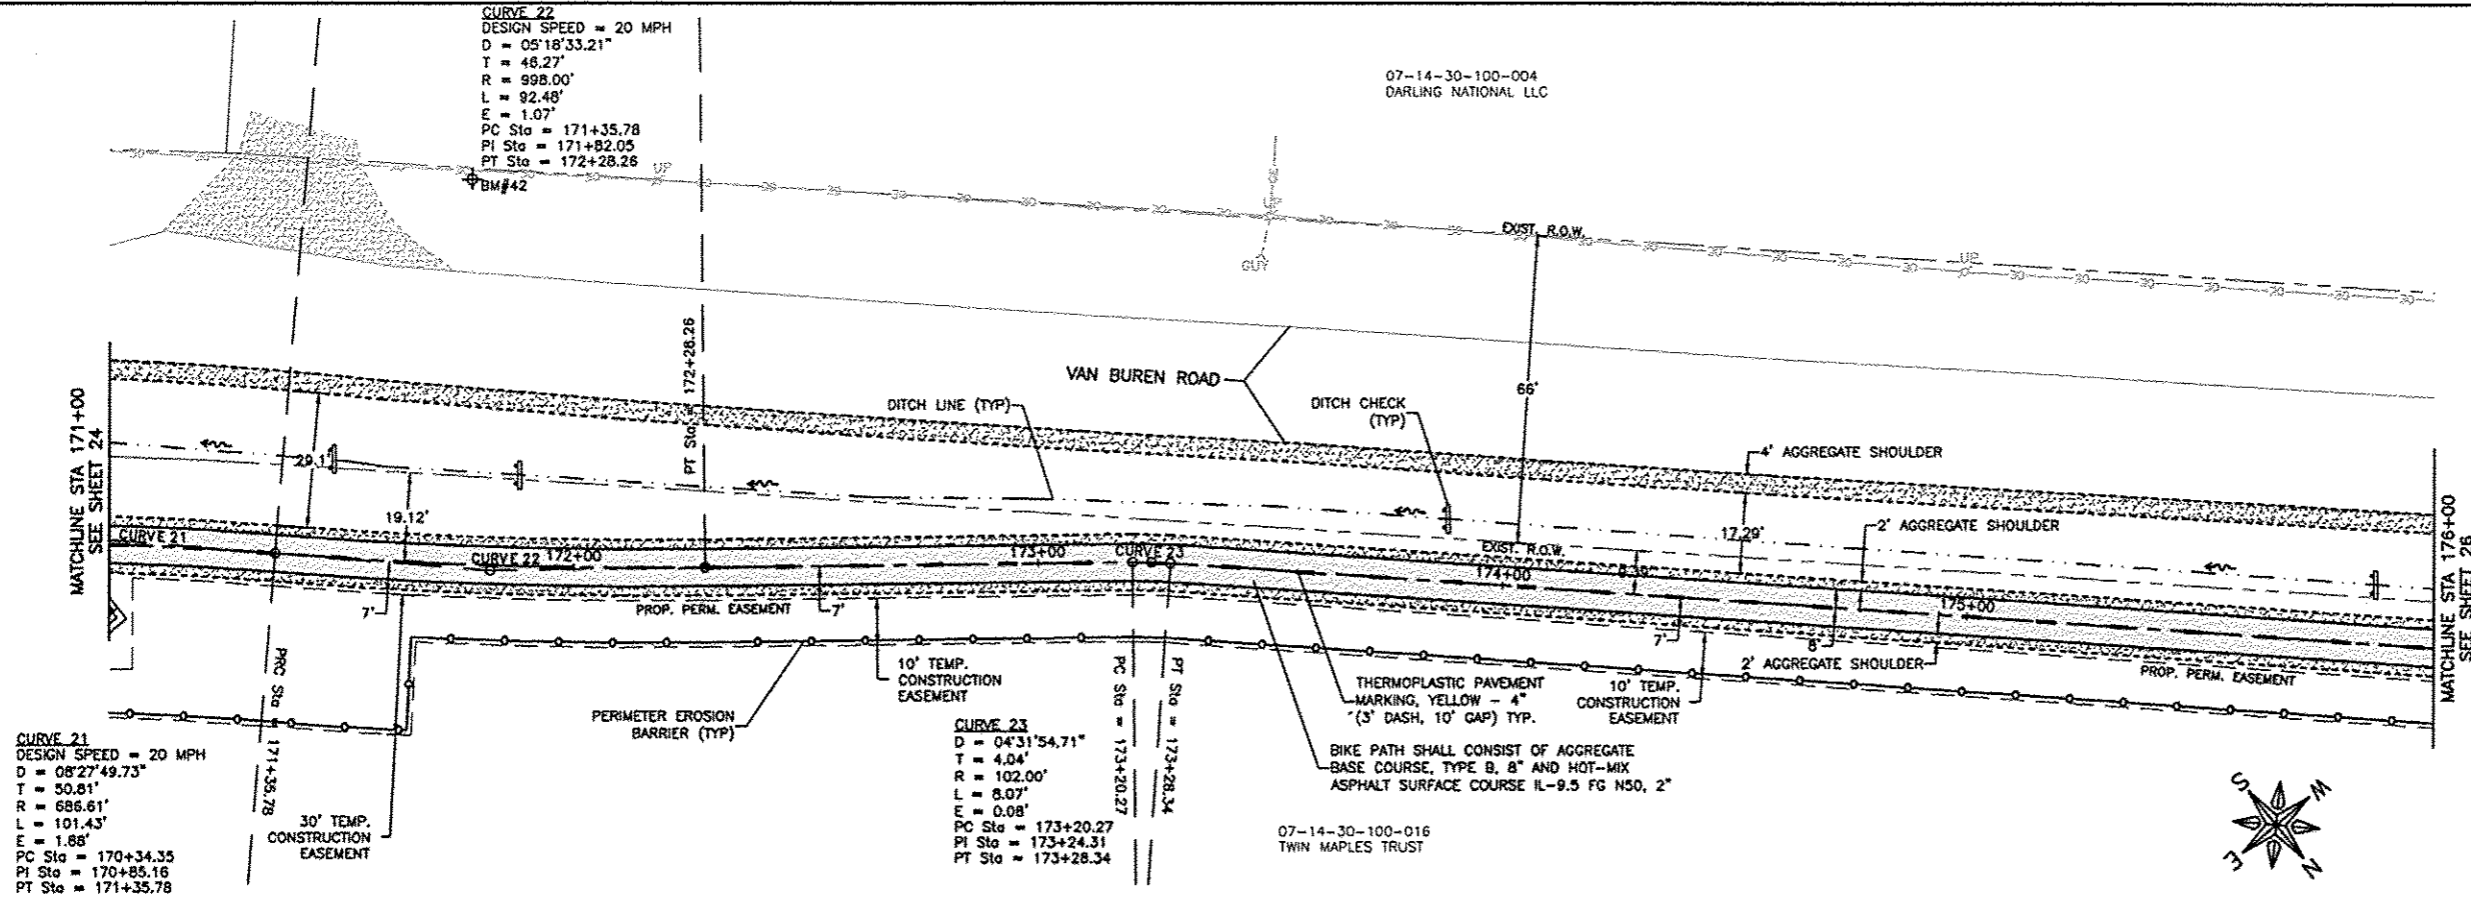 CURVE 22
DESIGN SPEED = 20 MPH
D = 05°18'33.21"
T = 46.27'
R = 998.00'
L = 92.48'
E = 1.07'
PC Sta = 171+35.78
PI Sta = 171+82.05
PT Sta = 172+28.26
07-14-30-100-004
DARLING NATIONAL LLC
BM#42
UP
UP
GE
GUY
EXIST. R.O.W.
UP
MATCHLINE STA 171+00
SEE SHEET 24
PT Sta = 172+28.26
VAN BUREN ROAD
DITCH LINE (TYP)
DITCH CHECK
(TYP)
66'
4' AGGREGATE SHOULDER
29.1'
19.12'
17.29'
2' AGGREGATE SHOULDER
CURVE 21
CURVE 22
172+00
173+00
CURVE 23
EXIST. R.O.W.
174+00
175+00
7'
PROP. PERM. EASEMENT
7'
7'
8'
2' AGGREGATE SHOULDER
PROP. PERM. EASEMENT
MATCHLINE STA 176+00
SEE SHEET 26
PRC Sta = 171+35.78
10' TEMP.
CONSTRUCTION
EASEMENT
PERIMETER EROSION
BARRIER (TYP)
PC Sta = 173+20.27
PT Sta = 173+28.34
THERMOPLASTIC PAVEMENT
MARKING, YELLOW - 4"
(3' DASH, 10' GAP) TYP.
10' TEMP.
CONSTRUCTION
EASEMENT
BIKE PATH SHALL CONSIST OF AGGREGATE
BASE COURSE, TYPE B, 8" AND HOT-MIX
ASPHALT SURFACE COURSE IL-9.5 FG N50, 2"
CURVE 21
DESIGN SPEED = 20 MPH
D = 08°27'49.73"
T = 50.81'
R = 686.61'
L = 101.43'
E = 1.88'
PC Sta = 170+34.35
PI Sta = 170+85.16
PT Sta = 171+35.78
30' TEMP.
CONSTRUCTION
EASEMENT
CURVE 23
D = 04°31'54.71"
T = 4.04'
R = 102.00'
L = 8.07'
E = 0.08'
PC Sta = 173+20.27
PI Sta = 173+24.31
PT Sta = 173+28.34
07-14-30-100-016
TWIN MAPLES TRUST
S
W
E
N